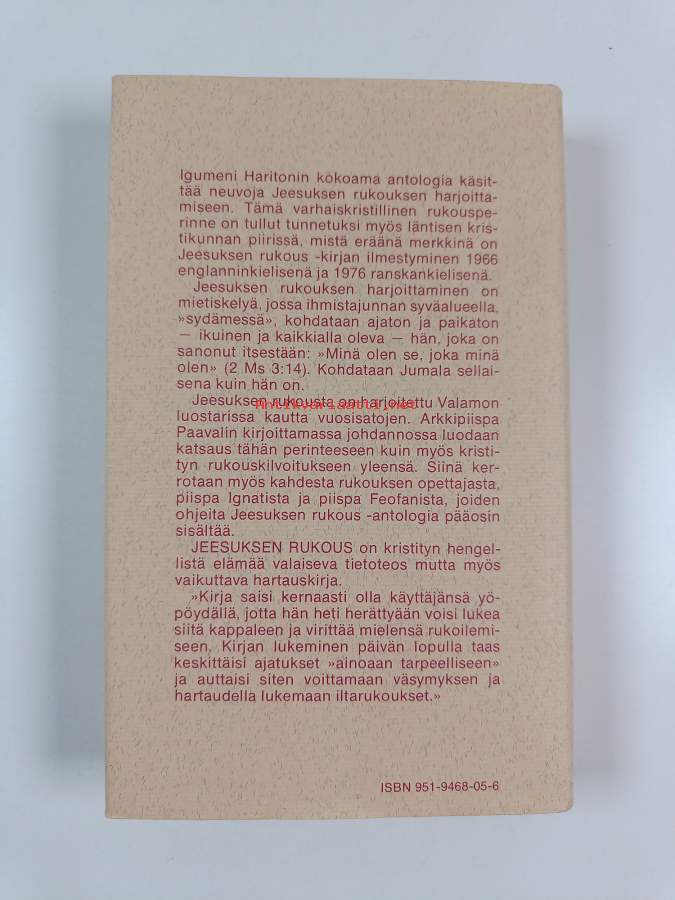 Igumeni Haritonin kokoama antologia käsit-
tää neuvoja Jeesuksen rukouksen harjoitta-
miseen. Tämä varhaiskristillinen rukouspe-
rinne on tullut tunnetuksi myös läntisen kris-
tikunnan piirissä, mistä eräänä merkkinä on
Jeesuksen rukous -kirjan ilmestyminen 1966
englanninkielisenä ja 1976 ranskankielisenä.
Jeesuksen rukouksen harjoittaminen on
mietiskelyä, jossa ihmistajunnan syväalueella,
»sydämessä», kohdataan ajaton ja paikaton
— ikuinen ja kaikkialla oleva — hän, joka on
sanonut itsestään: »Minä olen se, joka minä
olen» (2 Ms 3:14). Kohdataan Jumala sellai-
sena kuin hän on.
Jeesuksen rukousta on harjoitettu Valamon
Antikvariaatti.net
luostarissa kautta vuosisatojen. Arkkipiispa
Paavalin kirjoittamassa johdannossa luodaan
katsaus tähän perinteeseen kuin myös kristi-
tyn rukouskilvoitukseen yleensä. Siinä ker-
rotaan myös kahdesta rukouksen opettajasta,
piispa Ignatista ja piispa Feofanista, joiden
ohjeita Jeesuksen rukous -antologia pääosin
sisältää.
JEESUKSEN RUKOUS on kristityn hengel-
listä elämää valaiseva tietoteos mutta myös
vaikuttava hartauskirja.
»Kirja saisi kernaasti olla käyttäjänsä yö-
pöydällä, jotta hän heti herättyään voisi lukea
siitä kappaleen ja virittää mielensä rukoilemi-
seen. Kirjan lukeminen päivän lopulla taas
keskittäisi ajatukset »ainoaan tarpeelliseen»
ja auttaisi siten voittamaan väsymyksen ja
hartaudella lukemaan iltarukoukset.»
ISBN 951-9468-05-6